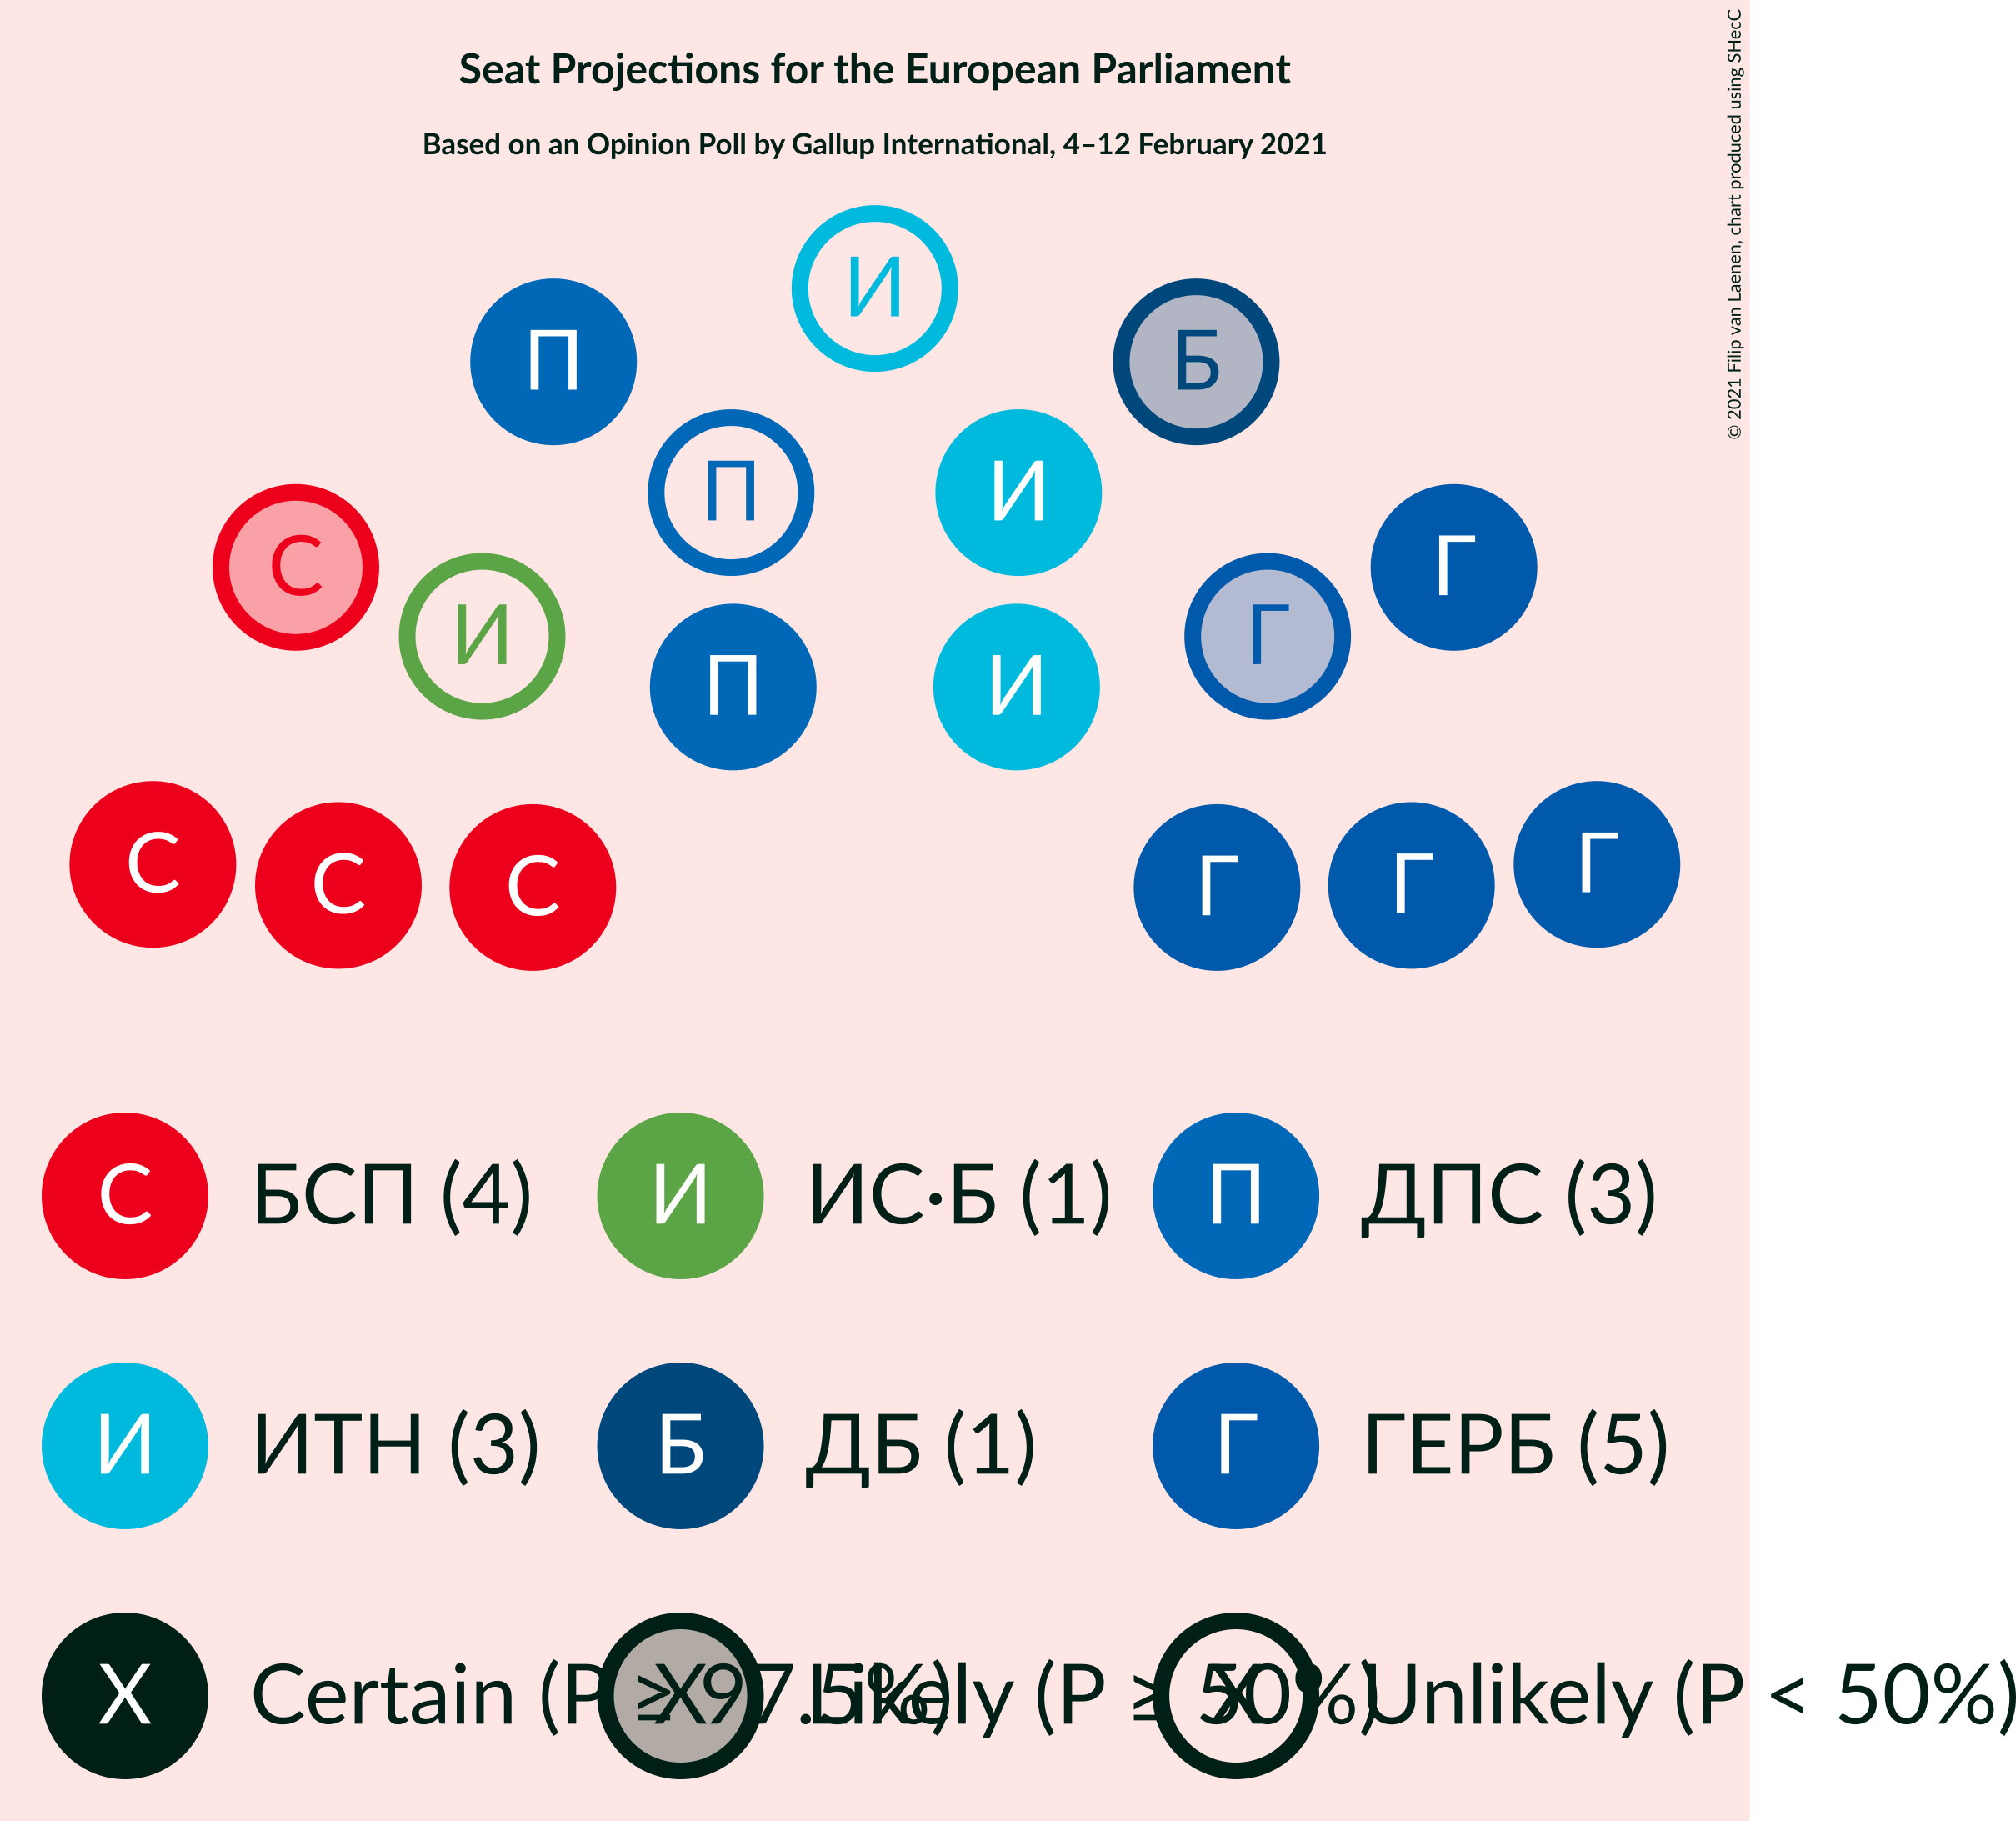 Seat Projections for the European Parliament
Based on an Opinion Poll by Gallup International, 4–12 February 2021
© 2021 Filip van Laenen, chart produced using SHecC
И
П
Б
П
И
С
Г
И
Г
П
И
С
С
С
Г
Г
Г
С БСП (4) И ИС•Б (1) П ДПС (3)
И ИТН (3) Б ДБ (1) Г ГЕРБ (5)
X Certain (P ≥ 97.5%) X Likely (P ≥ 50%) X Unlikely (P < 50%)